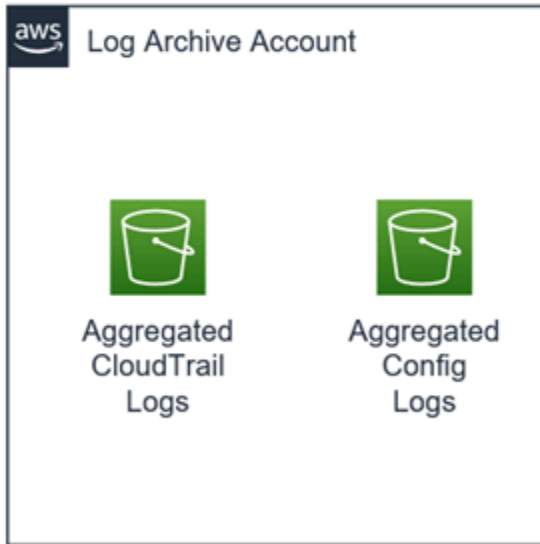 aws
Log Archive Account
Aggregated
CloudTrail
Logs
Aggregated
Config
Logs